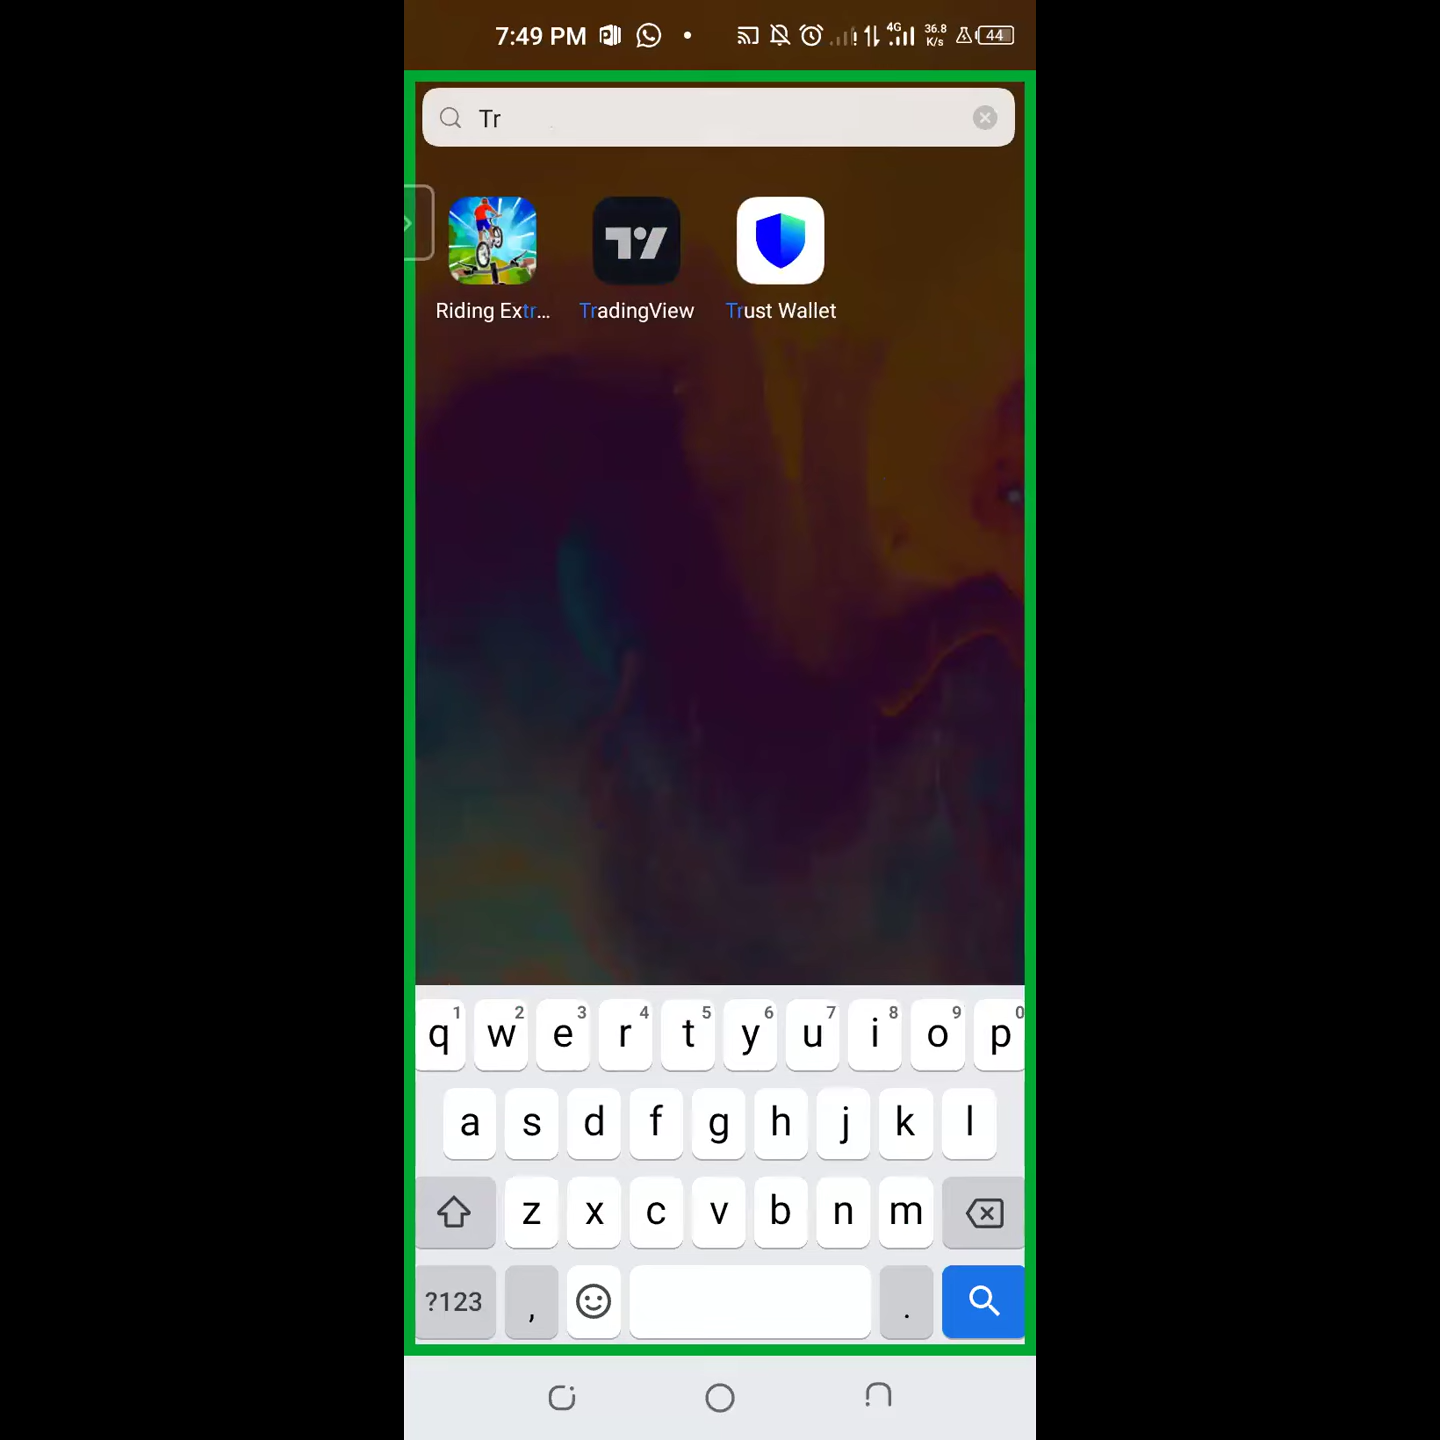 7:49 PM 4G 36.8 K/s 44
Tr
Riding Extr... TradingView Trust Wallet
1 2 3 4 5 6 7 8 9 0
q w e r t y u i o p
a s d f g h j k l
z x c v b n m
?123 , .